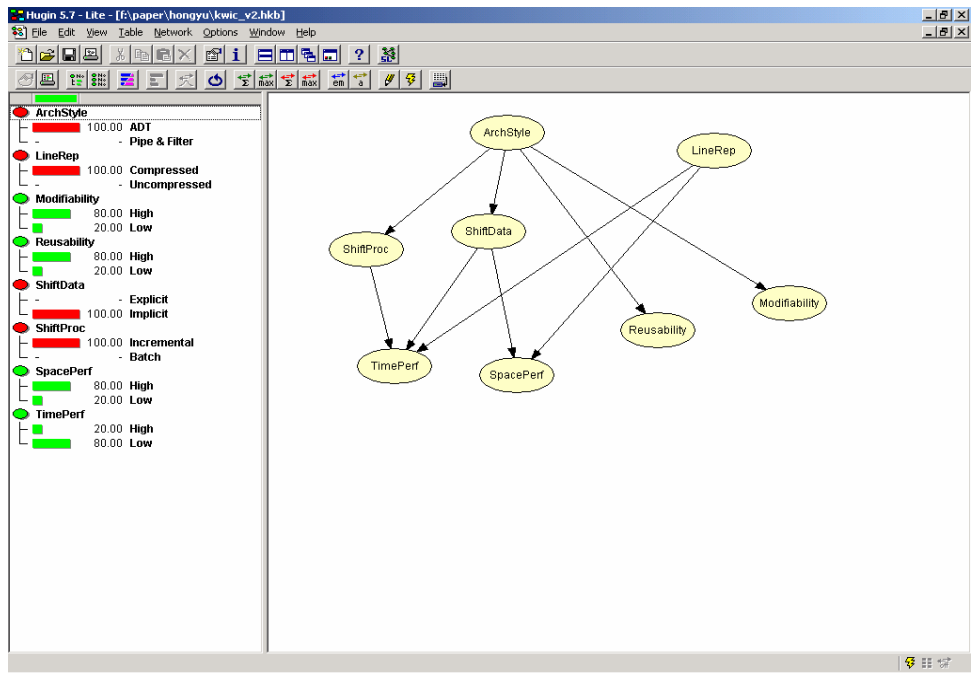 Hugin 5.7 - Lite - [f:\paper\hongyu\kwic_v2.hkb]
File Edit View Table Network Options Window Help
ArchStyle
100.00 ADT
- - Pipe & Filter
LineRep
100.00 Compressed
- - Uncompressed
Modifiability
80.00 High
20.00 Low
Reusability
80.00 High
20.00 Low
ShiftData
- - Explicit
100.00 Implicit
ShiftProc
100.00 Incremental
- - Batch
SpacePerf
80.00 High
20.00 Low
TimePerf
20.00 High
80.00 Low
ArchStyle
LineRep
ShiftData
ShiftProc
Modifiability
Reusability
TimePerf
SpacePerf